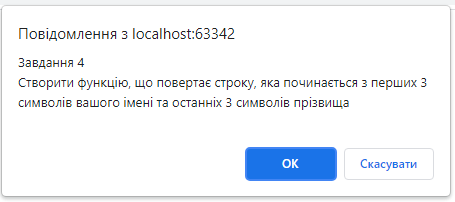 Повідомлення з localhost:63342
Завдання 4
Створити функцію, що повертає строку, яка починається з перших 3
символів вашого імені та останніх 3 символів прізвища
ОК
Скасувати